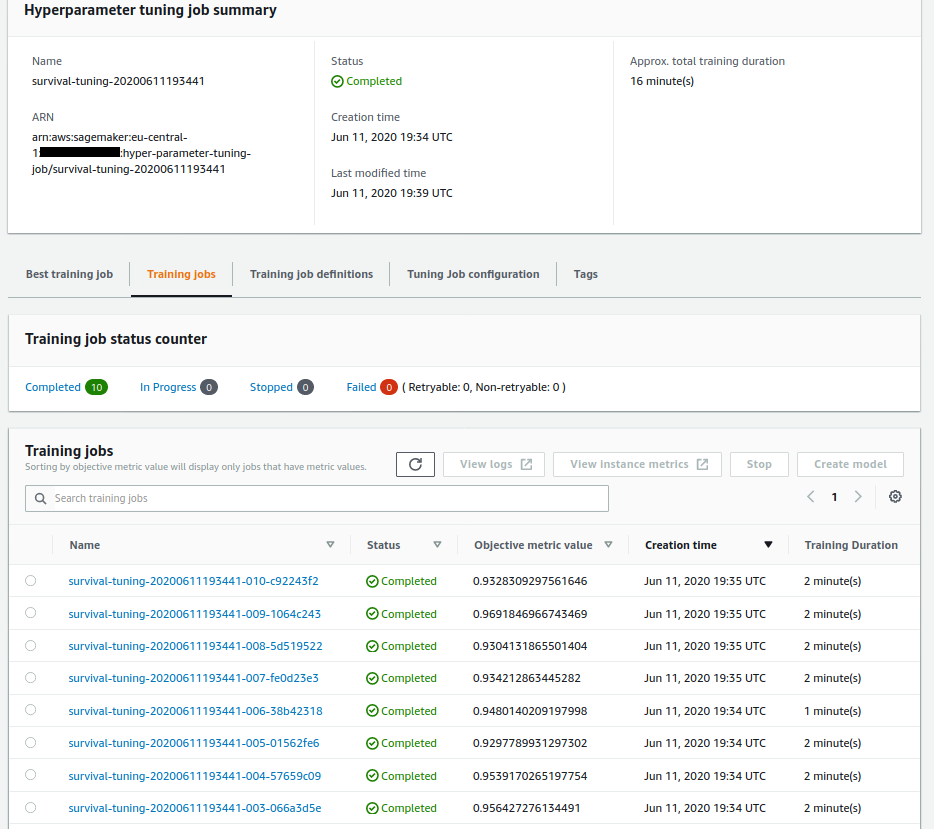 Hyperparameter tuning job summary
Name
survival-tuning-20200611193441
ARN
arn:aws:sagemaker:eu-central-
1: :hyper-parameter-tuning-
job/survival-tuning-20200611193441
Status
Completed
Creation time
Jun 11, 2020 19:34 UTC
Last modified time
Jun 11, 2020 19:39 UTC
Approx. total training duration
16 minute(s)
Best training job Training jobs Training job definitions Tuning Job configuration Tags
Training job status counter
Completed 10 In Progress 0 Stopped 0 Failed 0 ( Retryable: 0, Non-retryable: 0 )
Training jobs
Sorting by objective metric value will display only jobs that have metric values.
View logs View instance metrics Stop Create model
Search training jobs
1
Name Status Objective metric value Creation time Training Duration
survival-tuning-20200611193441-010-c92243f2 Completed 0.9328309297561646 Jun 11, 2020 19:35 UTC 2 minute(s)
survival-tuning-20200611193441-009-1064c243 Completed 0.9691846966743469 Jun 11, 2020 19:35 UTC 2 minute(s)
survival-tuning-20200611193441-008-5d519522 Completed 0.9304131865501404 Jun 11, 2020 19:35 UTC 2 minute(s)
survival-tuning-20200611193441-007-fe0d23e3 Completed 0.934212863445282 Jun 11, 2020 19:35 UTC 2 minute(s)
survival-tuning-20200611193441-006-38b42318 Completed 0.9480140209197998 Jun 11, 2020 19:34 UTC 1 minute(s)
survival-tuning-20200611193441-005-01562fe6 Completed 0.9297789931297302 Jun 11, 2020 19:34 UTC 2 minute(s)
survival-tuning-20200611193441-004-57659c09 Completed 0.9539170265197754 Jun 11, 2020 19:34 UTC 2 minute(s)
survival-tuning-20200611193441-003-066a3d5e Completed 0.956427276134491 Jun 11, 2020 19:34 UTC 2 minute(s)